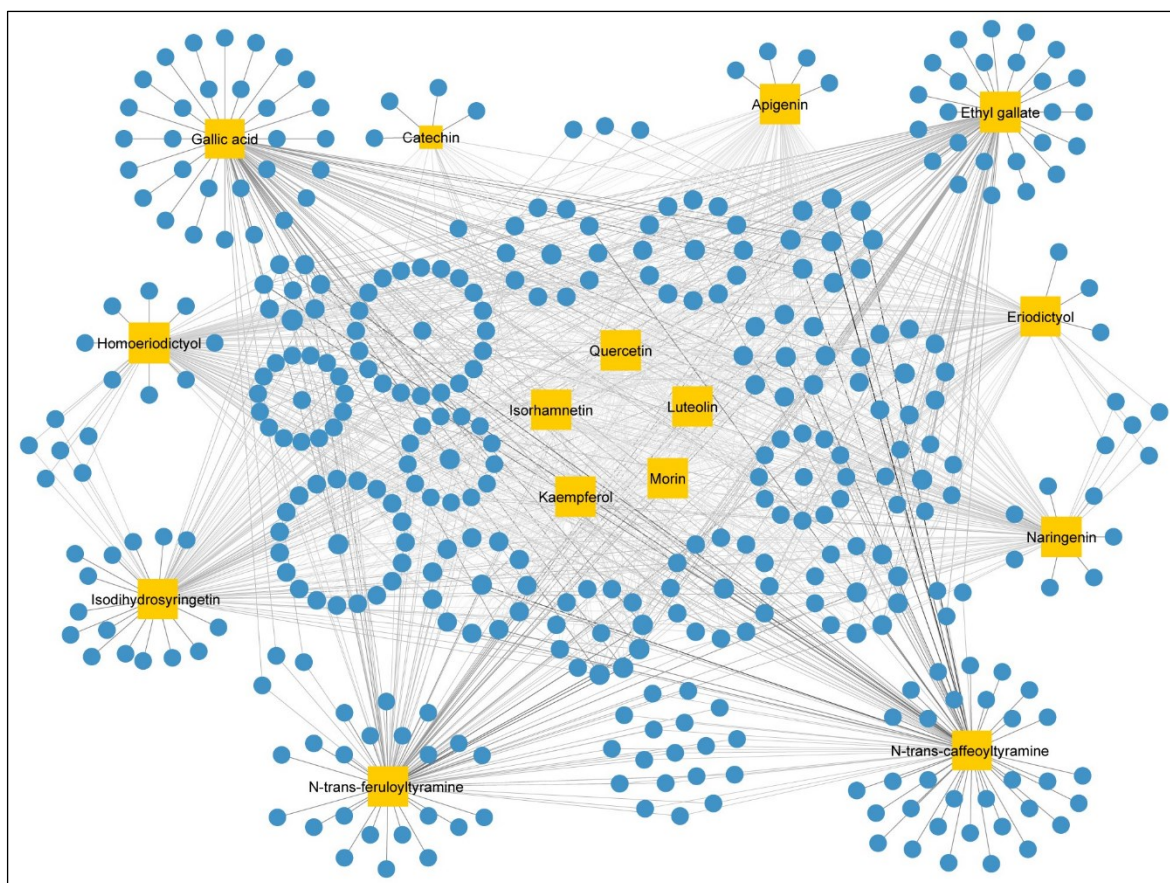 Gallic acid
Catechin
Apigenin
Ethyl gallate
Homoeriodictyol
Eriodictyol
Quercetin
Isorhamnetin
Luteolin
Morin
Kaempferol
Naringenin
Isodihydrosyringetin
N-trans-feruloyltyramine
N-trans-caffeoyltyramine